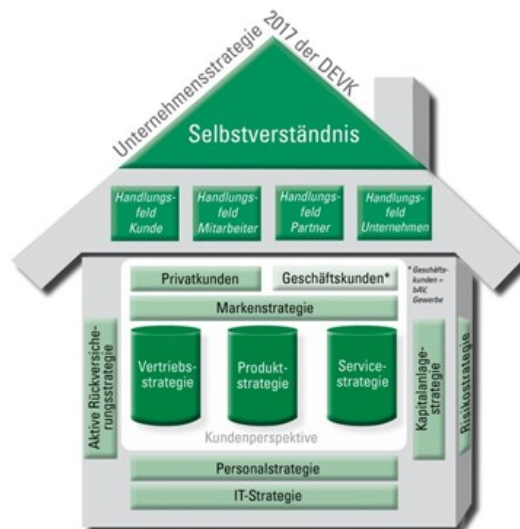 Unternehmensstrategie 2017 der DEVK
Selbstverständnis
Handlungs-
feld
Kunde
Handlungs-
feld
Mitarbeiter
Handlungs-
feld
Partner
Handlungs-
feld
Unternehmen
Privatkunden
Geschäftskunden*
* Geschäfts-
kunden =
bAV,
Gewerbe
Markenstrategie
Aktive Rückversiche-
rungsstrategie
Vertriebs-
strategie
Produkt-
strategie
Service-
strategie
Kapitalanlage-
strategie
Risikostrategie
Kundenperspektive
Personalstrategie
IT-Strategie